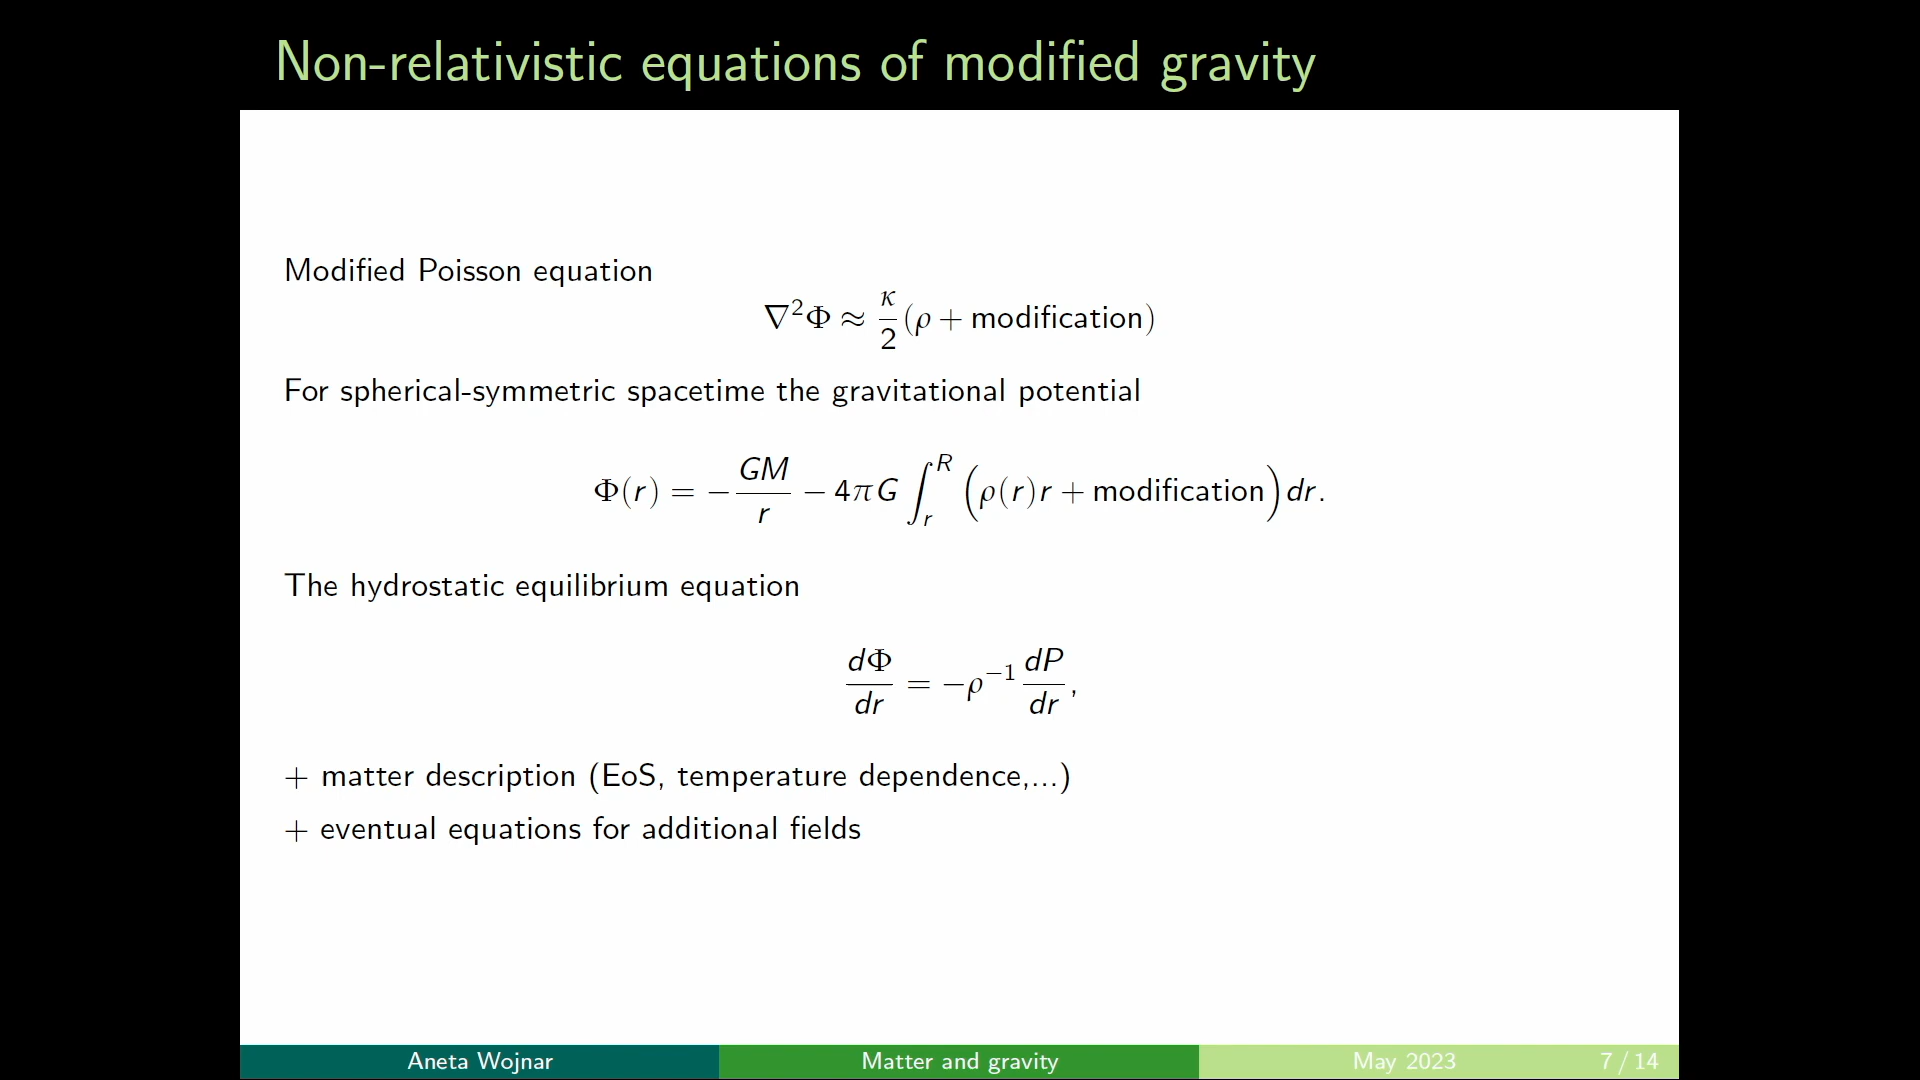 Non-relativistic equations of modified gravity
Modified Poisson equation
∇²Φ ≈ κ/2 (ρ + modification)
For spherical-symmetric spacetime the gravitational potential
Φ(r) = − GM/r − 4πG ∫_r^R (ρ(r)r + modification) dr.
The hydrostatic equilibrium equation
dΦ/dr = −ρ⁻¹ dP/dr,
+ matter description (EoS, temperature dependence,...)
+ eventual equations for additional fields
Aneta Wojnar Matter and gravity May 2023 7 / 14